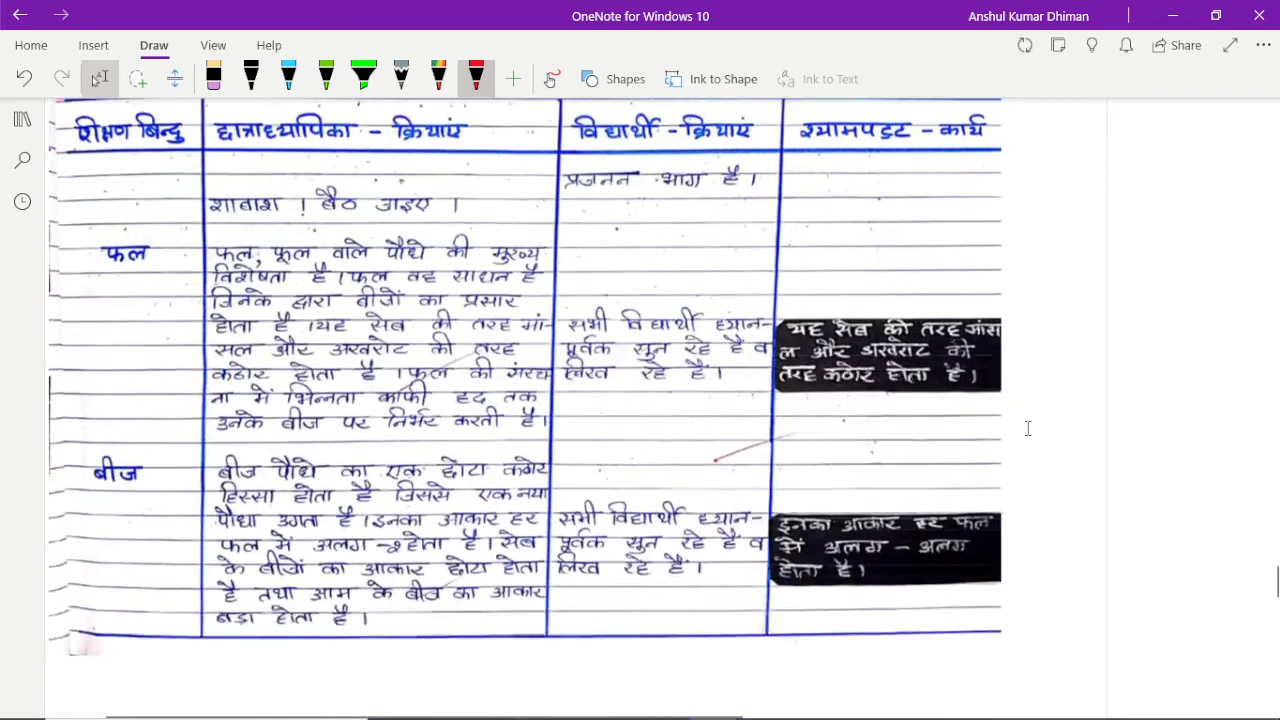 OneNote for Windows 10
Anshul Kumar Dhiman
Home Insert Draw View Help
Share
Shapes
Ink to Shape
Ink to Text
शिक्षण बिन्दु
छात्राध्यापिका - क्रियाएं
विद्यार्थी - क्रियाएं
श्यामपट्ट - कार्य
प्रजनन भाग है।
शाबाश ! बैठ जाइए ।
फल
फल, फूल वाले पौधे की मुख्य
विशेषता है। फल वह साधन है
जिनके द्वारा बीजों का प्रसार
होता है। यह सेब की तरह मां-
सल और अखरोट की तरह
कठोर होता है। फल की संरच
ना में भिन्नता काफी हद तक
उनके बीज पर निर्भर करती है।
सभी विद्यार्थी ध्यान-
पूर्वक सुन रहे है व
लिख रहे है।
यह सेब की तरह मांस
ल और अखरोट की
तरह कठोर होता है।
बीज
बीज पौधे का एक छोटा कठोर
हिस्सा होता है जिससे एक नया
पौधा उगता है। इनका आकार हर
फल में अलग-२ होता है। सेब
के बीजों का आकार छोटा होता
है तथा आम के बीज का आकार
बड़ा होता है।
सभी विद्यार्थी ध्यान-
पूर्वक सुन रहे है व
लिख रहे है।
इनका आकार हर फल
में अलग - अलग
होता है।